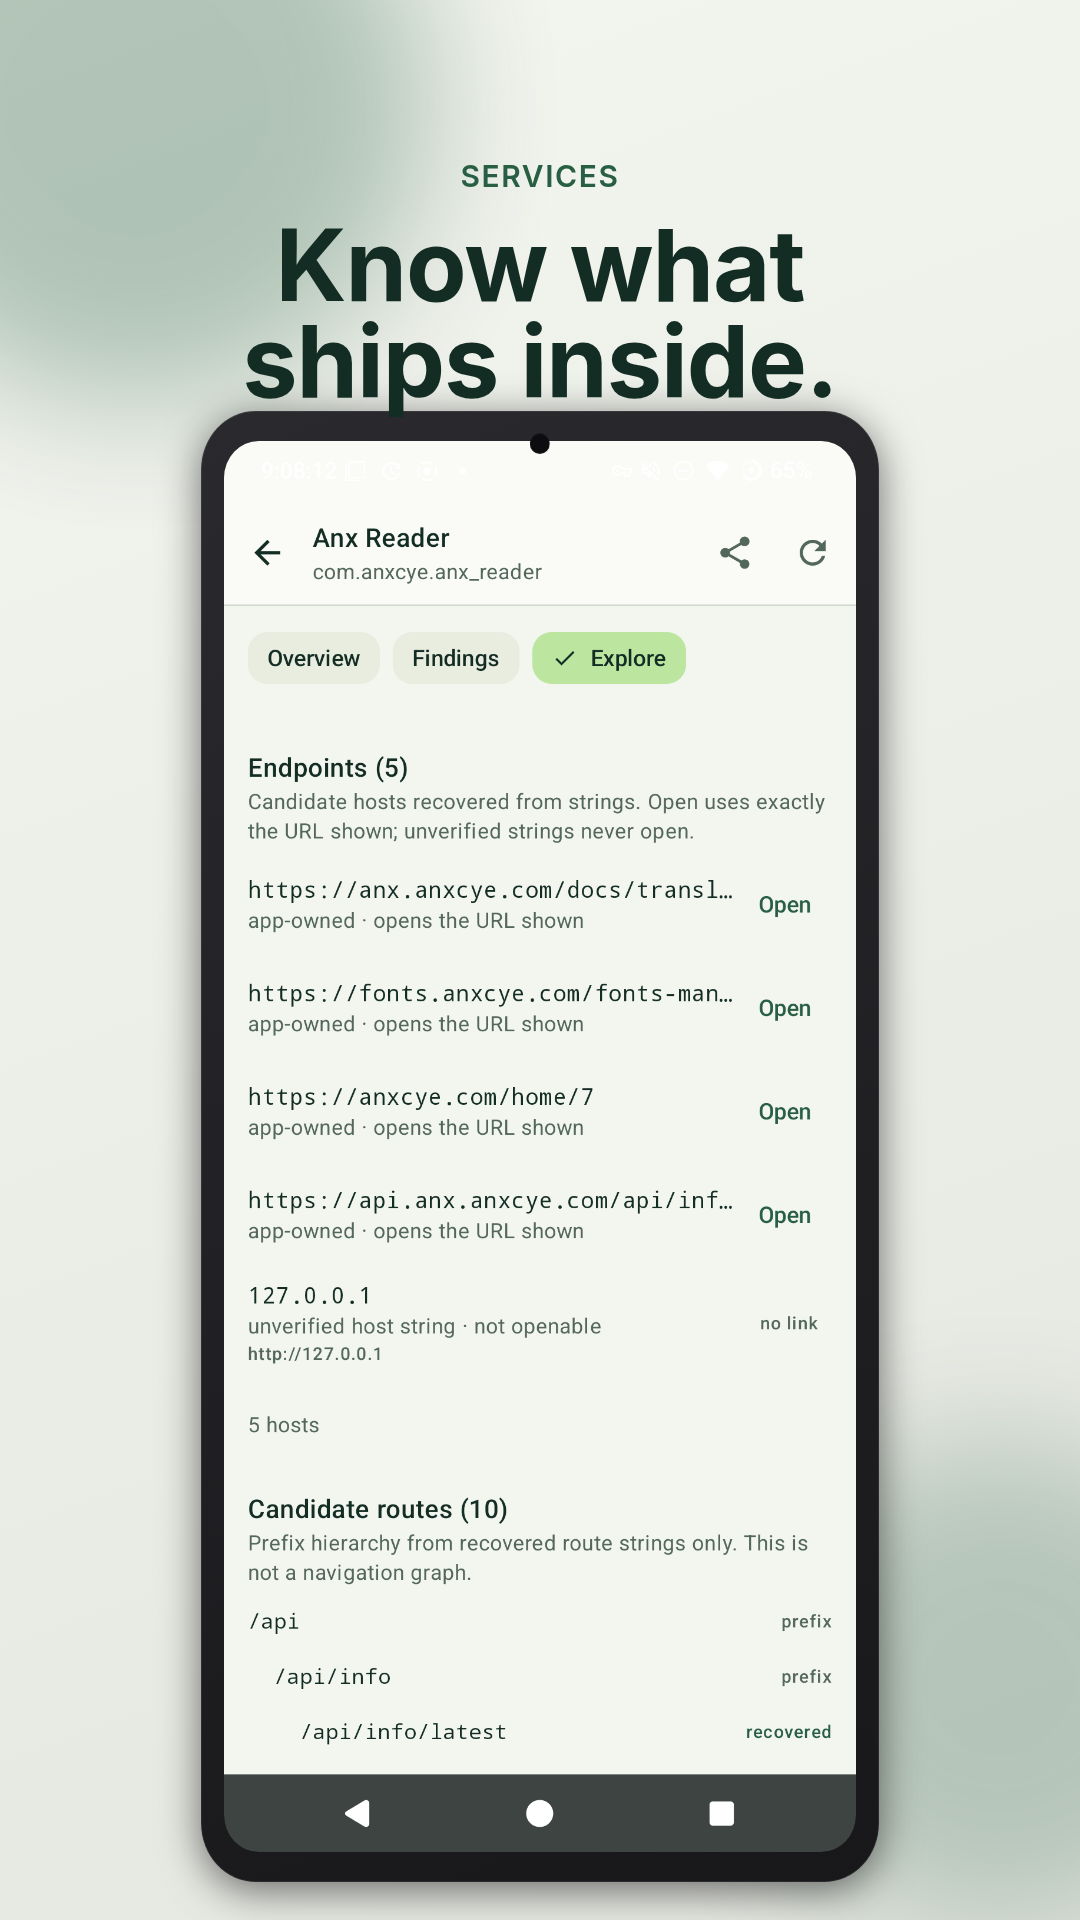 SERVICES
Know what
ships inside.
9:08:12
65%
Anx Reader
com.anxcye.anx_reader
Overview
Findings
Explore
Endpoints (5)
Candidate hosts recovered from strings. Open uses exactly
the URL shown; unverified strings never open.
https://anx.anxcye.com/docs/transl…
app-owned · opens the URL shown
Open
https://fonts.anxcye.com/fonts-man…
app-owned · opens the URL shown
Open
https://anxcye.com/home/7
app-owned · opens the URL shown
Open
https://api.anx.anxcye.com/api/inf…
app-owned · opens the URL shown
Open
127.0.0.1
unverified host string · not openable
http://127.0.0.1
no link
5 hosts
Candidate routes (10)
Prefix hierarchy from recovered route strings only. This is
not a navigation graph.
/api
prefix
/api/info
prefix
/api/info/latest
recovered